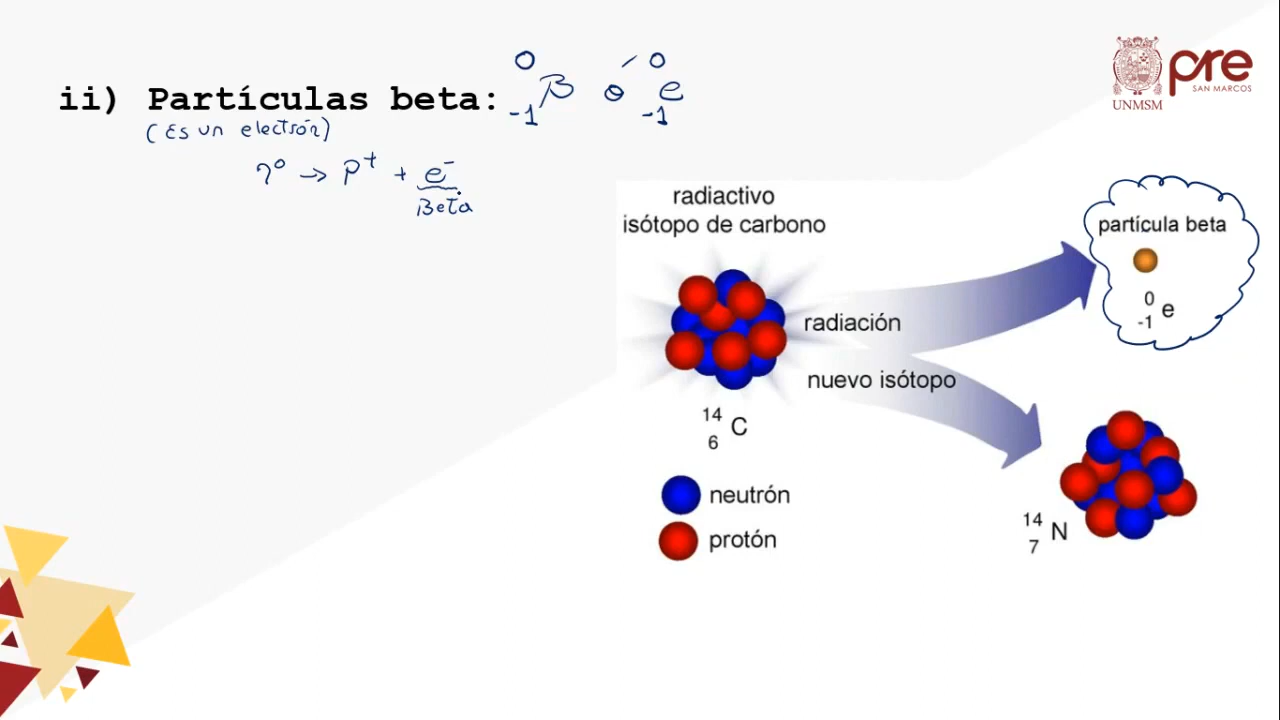 0 0
ii) Partículas beta: β ó e
-1 -1
(Es un electrón)
n⁰ → p⁺ + e⁻
Beta
pre
SAN MARCOS
UNMSM
radiactivo
isótopo de carbono
partícula beta
0
-1 e
radiación
nuevo isótopo
14
6 C
neutrón
protón
14
7 N